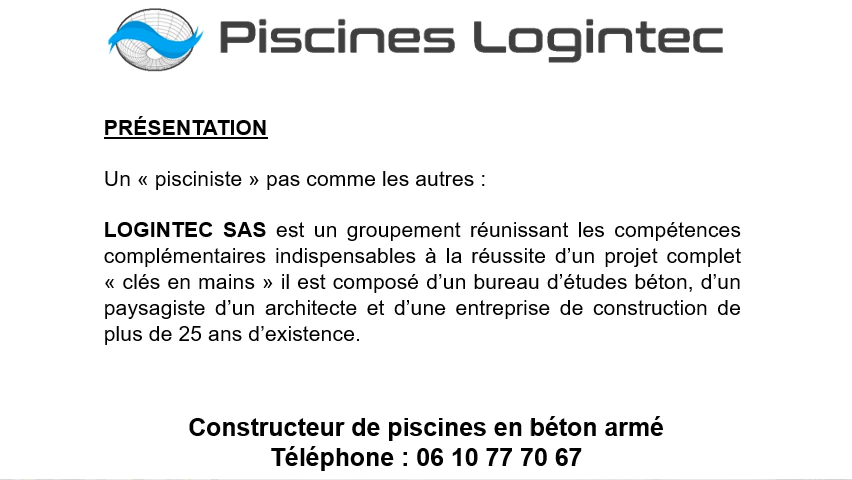 Piscines Logintec
PRÉSENTATION
Un « pisciniste » pas comme les autres :
LOGINTEC SAS est un groupement réunissant les compétences
complémentaires indispensables à la réussite d’un projet complet
« clés en mains » il est composé d’un bureau d’études béton, d’un
paysagiste d’un architecte et d’une entreprise de construction de
plus de 25 ans d’existence.
Constructeur de piscines en béton armé
Téléphone : 06 10 77 70 67